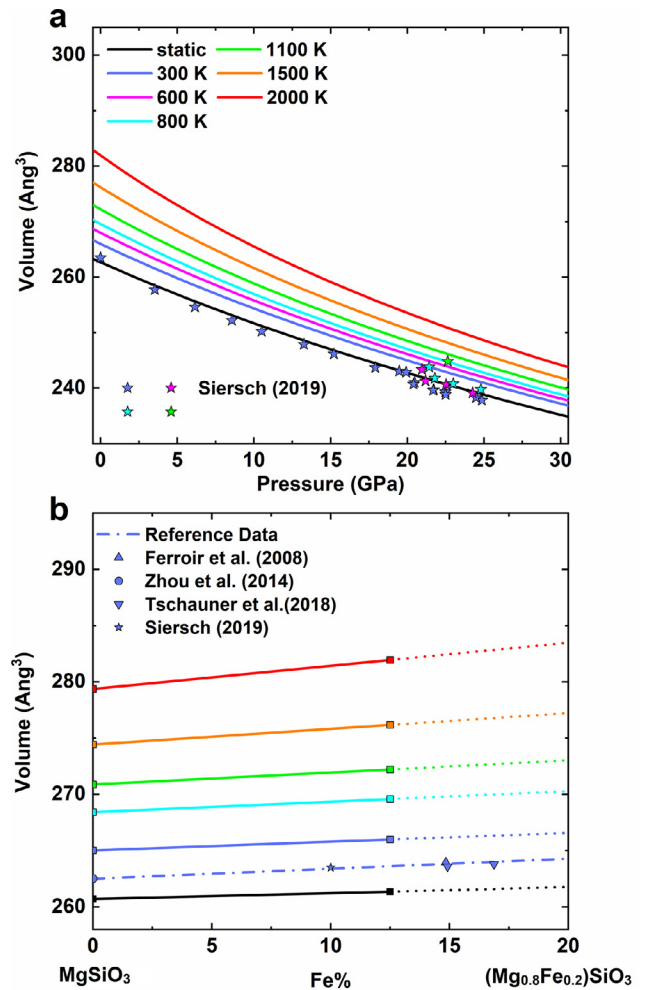 a
300
280
260
240
Volume (Ang³)
static
300 K
600 K
800 K
1100 K
1500 K
2000 K
Siersch (2019)
0 5 10 15 20 25 30
Pressure (GPa)
b
290
280
270
260
Volume (Ang³)
Reference Data
Ferroir et al. (2008)
Zhou et al. (2014)
Tschauner et al.(2018)
Siersch (2019)
0 5 10 15 20
MgSiO₃ Fe% (Mg₀.₈Fe₀.₂)SiO₃